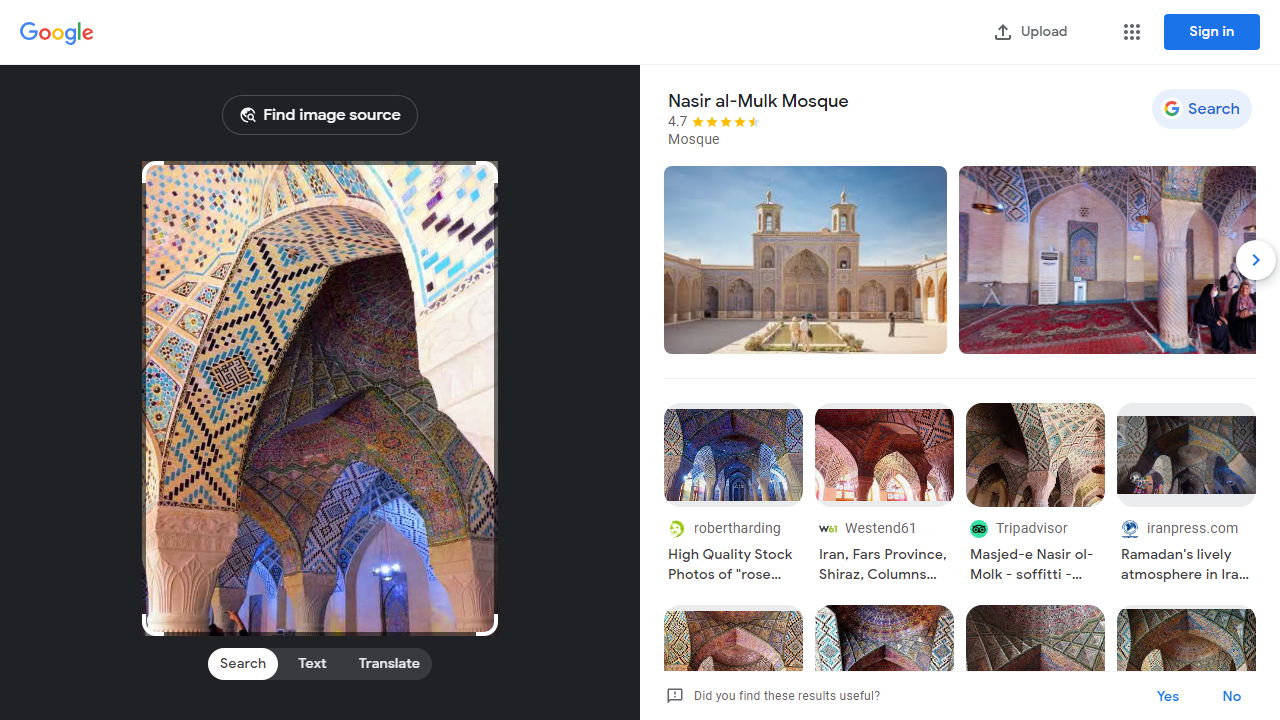 Google
Upload
Sign in
Find image source
Nasir al-Mulk Mosque
4.7
Mosque
Search
robertharding
High Quality Stock
Photos of "rose...
Westend61
Iran, Fars Province,
Shiraz, Columns...
Tripadvisor
Masjed-e Nasir ol-
Molk - soffitti -...
iranpress.com
Ramadan's lively
atmosphere in Ira...
Search
Text
Translate
Did you find these results useful?
Yes
No